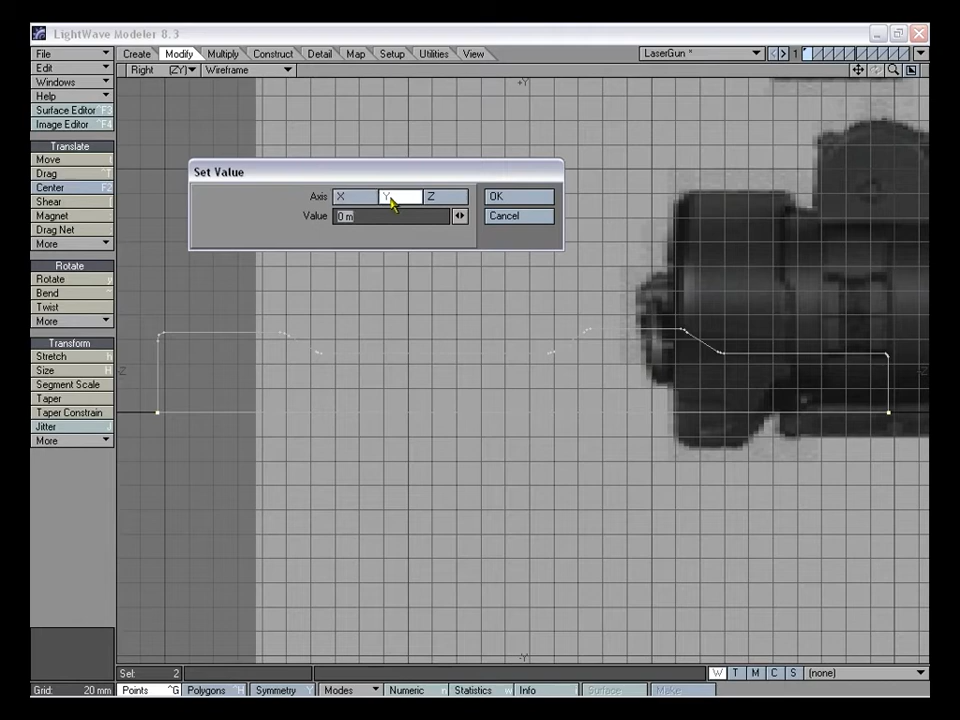 LightWave Modeler 8.3
File
Edit
Windows
Help
Surface Editor F3
Image Editor ^F4
Translate
Move t
Drag ^T
Center F2
Shear [
Magnet :
Drag Net ;
More
Rotate
Rotate y
Bend ~
Twist
More
Transform
Stretch h
Size H
Segment Scale
Taper
Taper Constrain
Jitter J
More
Create Modify Multiply Construct Detail Map Setup Utilities View
LaserGun * 1
Right (ZY) Wireframe
+Y
Set Value
Axis X Y Z OK
Value 0 m Cancel
-Z
-Y
Sel: 2
W T M C S (none)
Grid: 20 mm Points ^G Polygons ^H Symmetry Y Modes Numeric n Statistics w Info i Surface Make